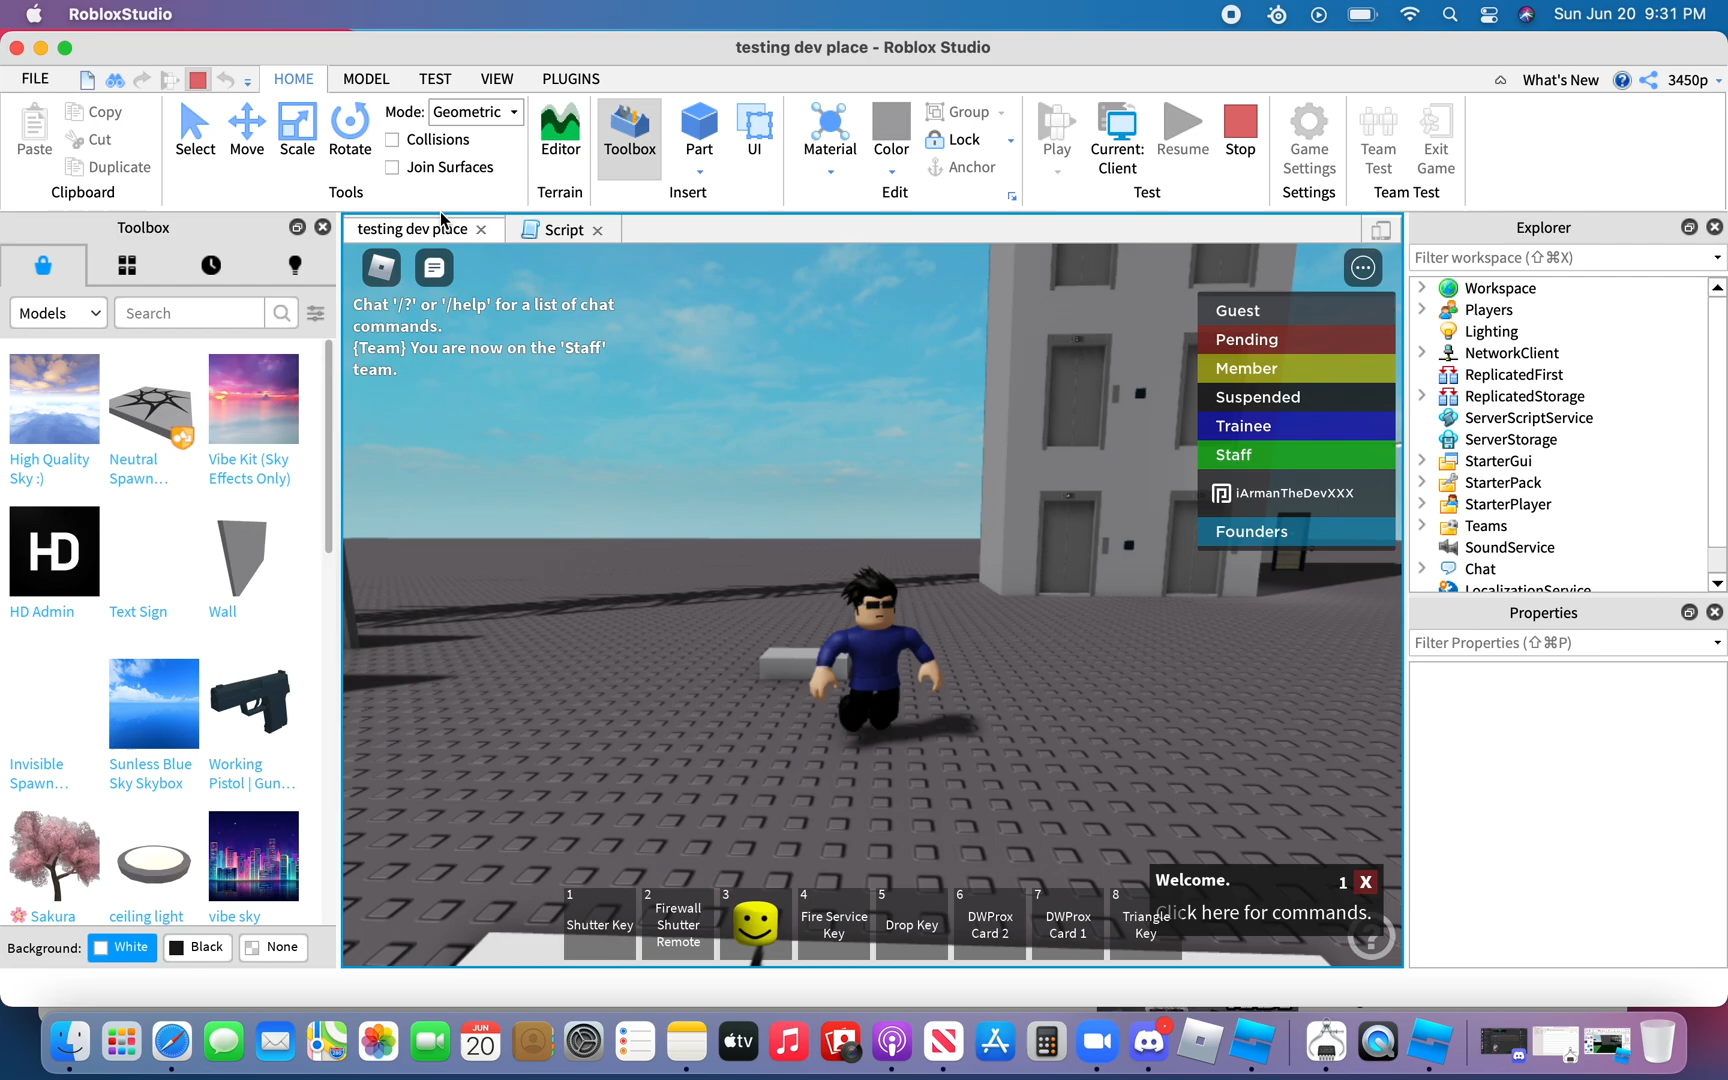 RobloxStudio
Sun Jun 20 9:31 PM
testing dev place - Roblox Studio
FILE
HOME
MODEL
TEST
VIEW
PLUGINS
What's New
3450p
Paste
Copy
Cut
Duplicate
Clipboard
Select
Move
Scale
Rotate
Mode: Geometric
Collisions
Join Surfaces
Tools
Editor
Terrain
Toolbox
Part
UI
Insert
Material
Color
Group
Lock
Anchor
Edit
Play
Current:
Client
Resume
Stop
Test
Game
Settings
Settings
Team
Test
Exit
Game
Team Test
Toolbox
testing dev place
Script
Explorer
Filter workspace (⇧⌘X)
Models
Search
High Quality
Sky :)
Neutral
Spawn...
Vibe Kit (Sky
Effects Only)
HD
HD Admin
Text Sign
Wall
Invisible
Spawn...
Sunless Blue
Sky Skybox
Working
Pistol | Gun...
🌸 Sakura
ceiling light
vibe sky
Background:
White
Black
None
Chat '/?' or '/help' for a list of chat
commands.
{Team} You are now on the 'Staff'
team.
Guest
Pending
Member
Suspended
Trainee
Staff
iArmanTheDevXXX
Founders
Welcome.
1 X
Click here for commands.
?
1
Shutter Key
2
Firewall
Shutter
Remote
3
4
Fire Service
Key
5
Drop Key
6
DWProx
Card 2
7
DWProx
Card 1
8
Triangle
Key
Workspace
Players
Lighting
NetworkClient
ReplicatedFirst
ReplicatedStorage
ServerScriptService
ServerStorage
StarterGui
StarterPack
StarterPlayer
Teams
SoundService
Chat
LocalizationService
Properties
Filter Properties (⇧⌘P)
JUN
20
tv